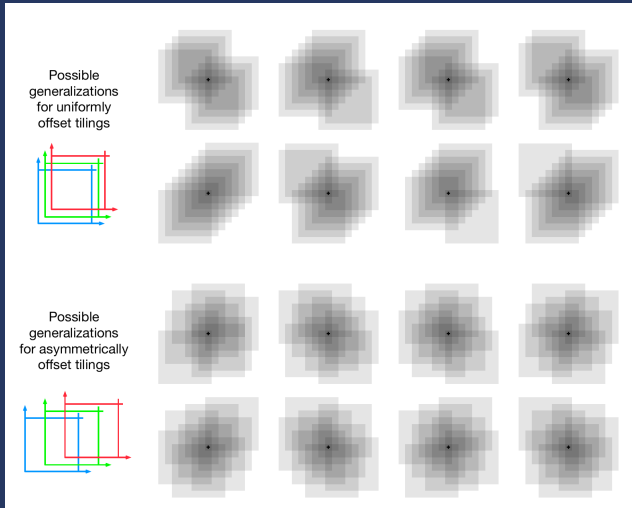 Possible
generalizations
for uniformly
offset tilings
Possible
generalizations
for asymmetrically
offset tilings